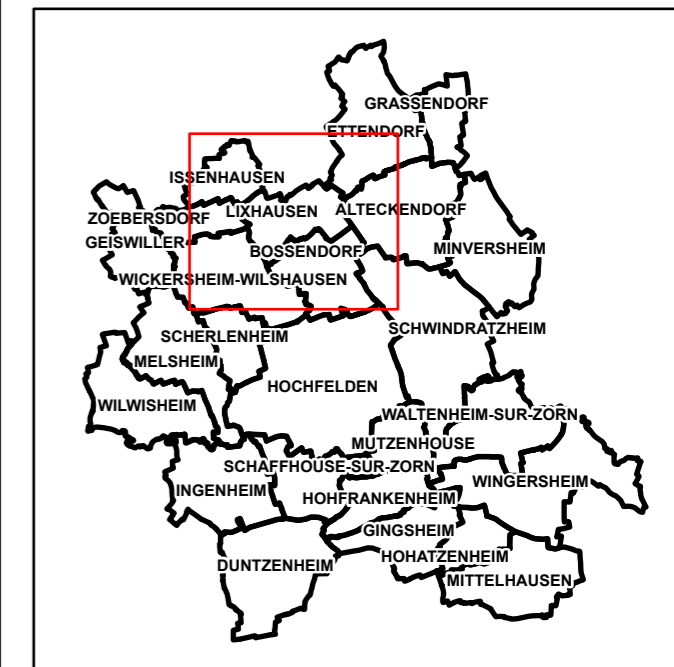 GRASSENDORF
ETTENDORF
ISSENHAUSEN
LIXHAUSEN
ALTECKENDORF
ZOEBERSDORF
GEISWILLER
BOSSENDORF
MINVERSHEIM
WICKERSHEIM-WILSHAUSEN
SCHWINDRATZHEIM
SCHERLENHEIM
MELSHEIM
HOCHFELDEN
WILWISHEIM
WALTENHEIM-SUR-ZORN
MUTZENHOUSE
SCHAFFHOUSE-SUR-ZORN
WINGERSHEIM
INGENHEIM
HOHFRANKENHEIM
GINGSHEIM
HOHATZENHEIM
DUNTZENHEIM
MITTELHAUSEN